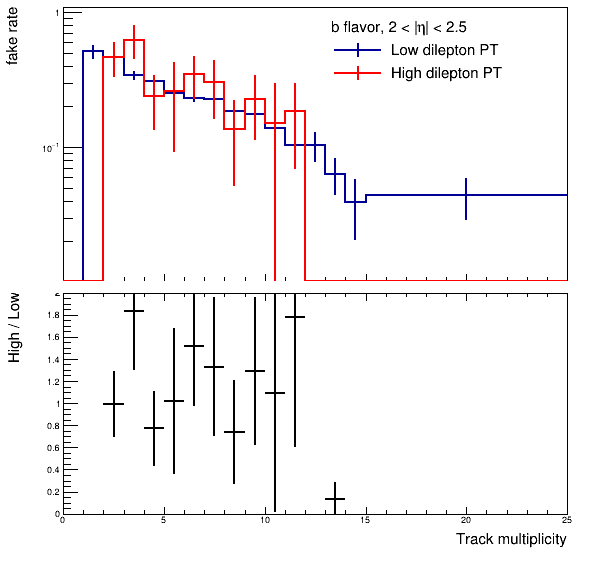 fake rate
1
10⁻¹
b flavor, 2 < |η| < 2.5
Low dilepton PT
High dilepton PT
High / Low
2
1.8
1.6
1.4
1.2
1
0.8
0.6
0.4
0.2
0
0 5 10 15 20 25
Track multiplicity